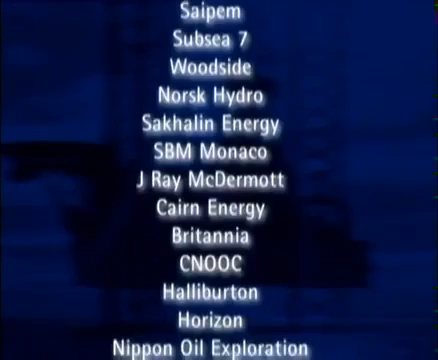 Saipem
Subsea 7
Woodside
Norsk Hydro
Sakhalin Energy
SBM Monaco
J Ray McDermott
Cairn Energy
Britannia
CNOOC
Halliburton
Horizon
Nippon Oil Exploration